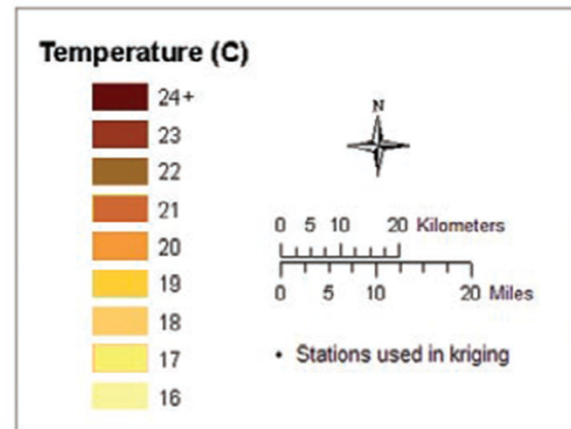 Temperature (C)
24+
23
22
21
20
19
18
17
16
N
0 5 10 20 Kilometers
0 5 10 20 Miles
• Stations used in kriging